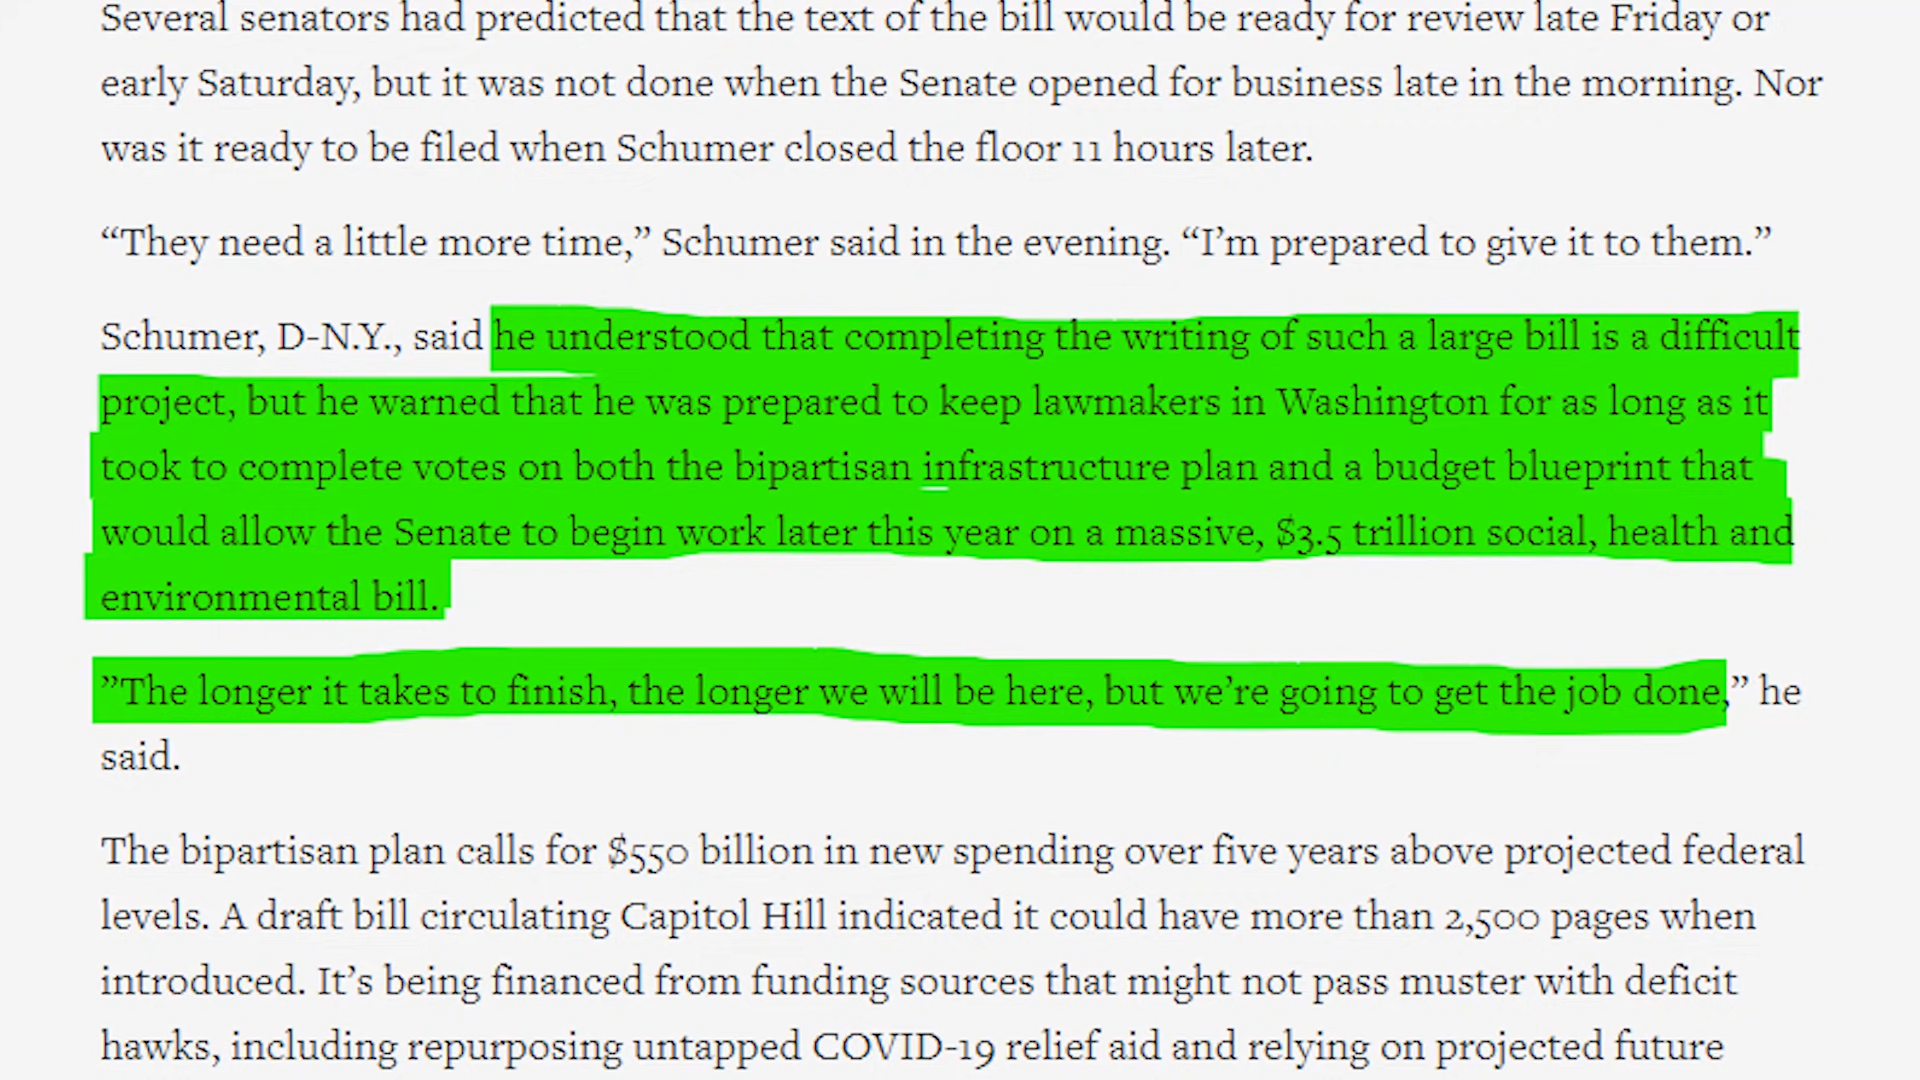 Several senators had predicted that the text of the bill would be ready for review late Friday or
early Saturday, but it was not done when the Senate opened for business late in the morning. Nor
was it ready to be filed when Schumer closed the floor 11 hours later.
“They need a little more time,” Schumer said in the evening. “I’m prepared to give it to them.”
Schumer, D-N.Y., said he understood that completing the writing of such a large bill is a difficult
project, but he warned that he was prepared to keep lawmakers in Washington for as long as it
took to complete votes on both the bipartisan infrastructure plan and a budget blueprint that
would allow the Senate to begin work later this year on a massive, $3.5 trillion social, health and
environmental bill.
”The longer it takes to finish, the longer we will be here, but we’re going to get the job done,” he
said.
The bipartisan plan calls for $550 billion in new spending over five years above projected federal
levels. A draft bill circulating Capitol Hill indicated it could have more than 2,500 pages when
introduced. It’s being financed from funding sources that might not pass muster with deficit
hawks, including repurposing untapped COVID-19 relief aid and relying on projected future